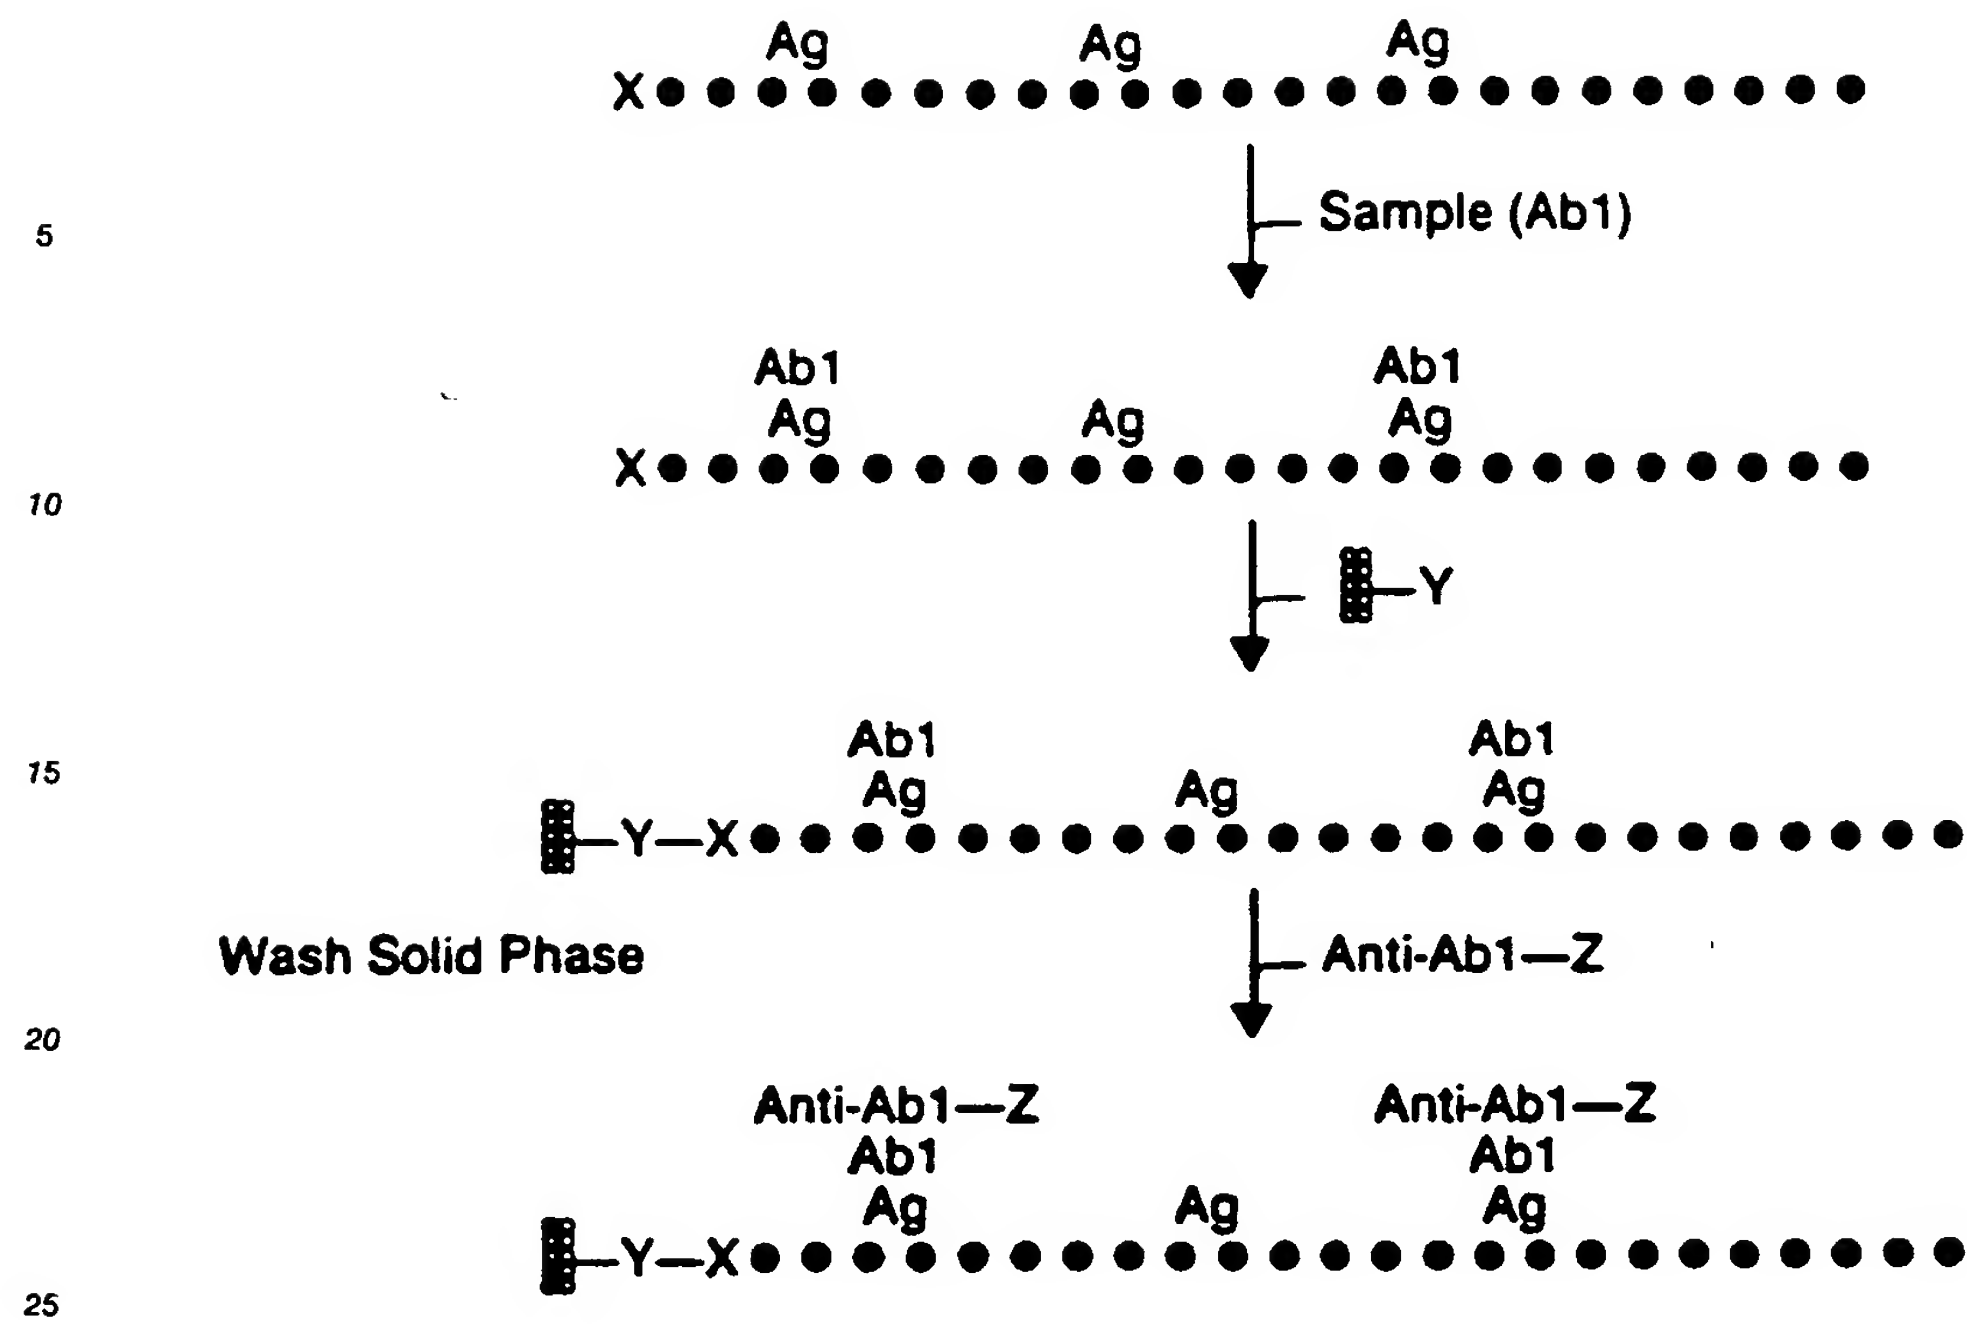 Ag Ag Ag
X
5 Sample (Ab1)
Ab1 Ab1
Ag Ag Ag
X
10
Y
Ab1 Ab1
15 Ag Ag Ag
Y—X
Wash Solid Phase Anti-Ab1—Z
20
Anti-Ab1—Z Anti-Ab1—Z
Ab1 Ab1
Ag Ag Ag
Y—X
25